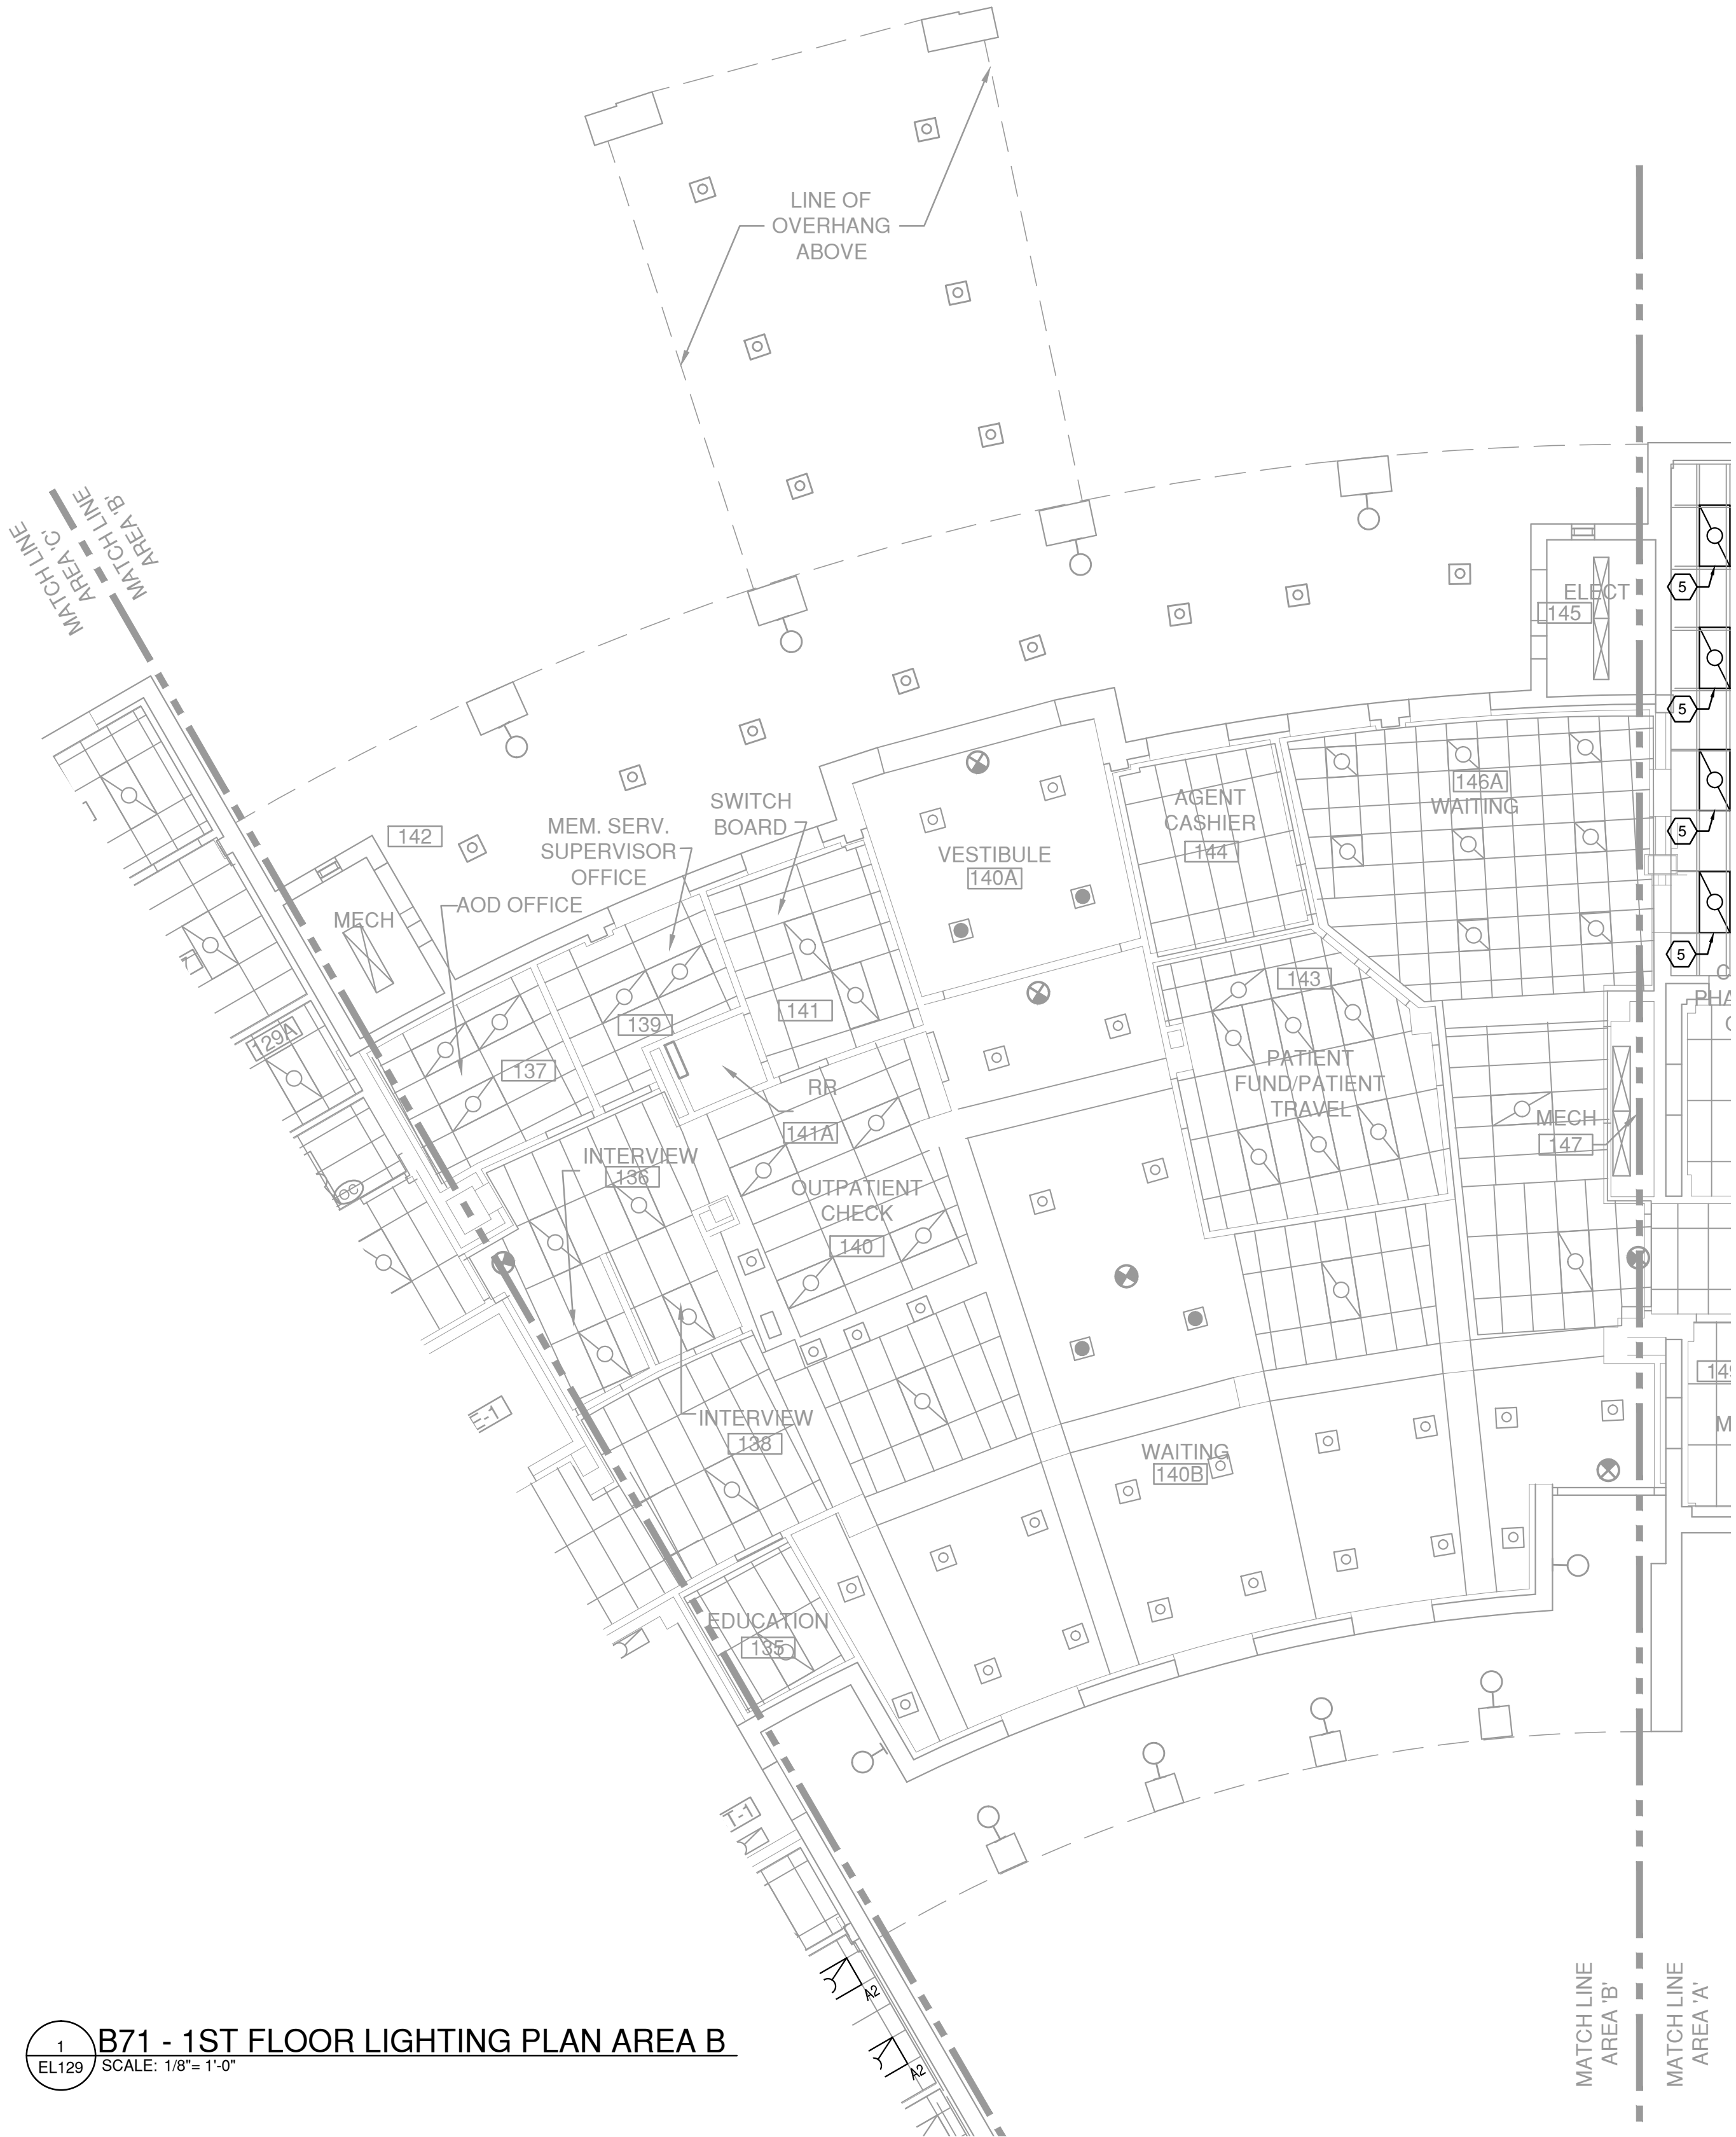 LINE OF
OVERHANG
ABOVE
MATCH LINE
AREA 'C'
MATCH LINE
AREA 'B'
ELECT
145
5
5
5
5
142
MECH
AOD OFFICE
MEM. SERV.
SUPERVISOR
OFFICE
SWITCH
BOARD
VESTIBULE
140A
AGENT
CASHIER
144
146A
WAITING
129A
137
139
141
RR
141A
143
PATIENT
FUND/PATIENT
TRAVEL
MECH
147
PHA
INTERVIEW
136
OUTPATIENT
CHECK
140
INTERVIEW
138
E-1
WAITING
140B
EDUCATION
135
T-1
A2
A2
MATCH LINE
AREA 'B'
MATCH LINE
AREA 'A'
1
EL129
B71 - 1ST FLOOR LIGHTING PLAN AREA B
SCALE: 1/8"= 1'-0"